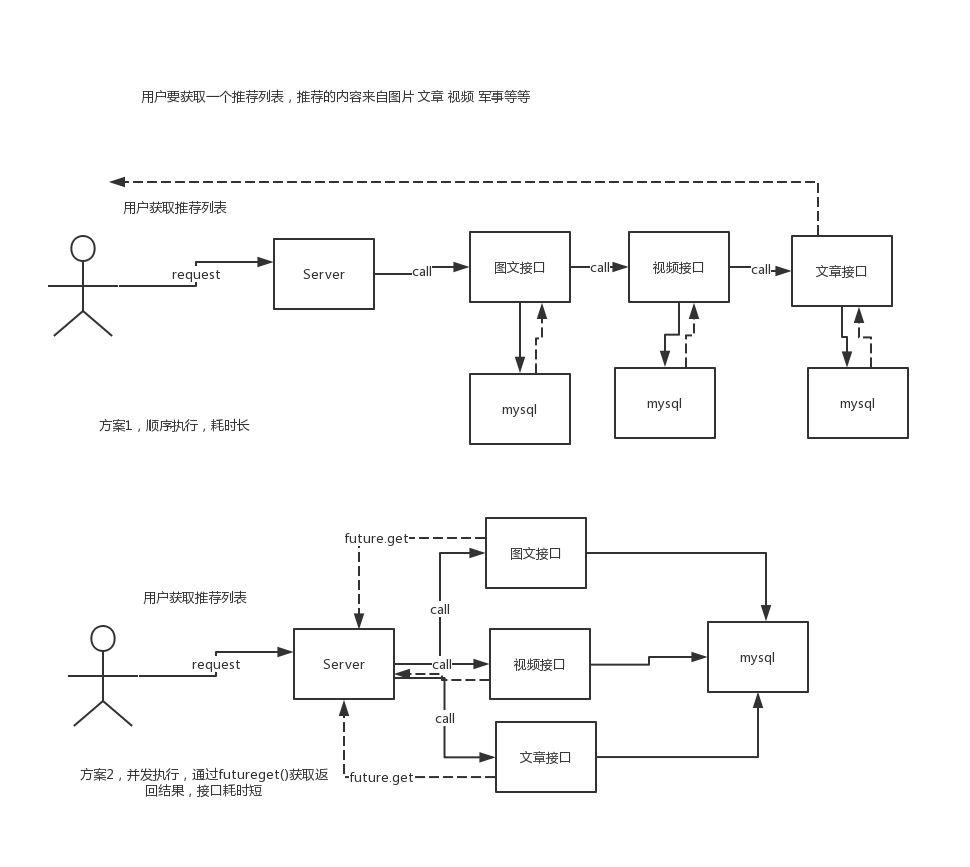 用户要获取一个推荐列表，推荐的内容来自图片 文章 视频 军事等等
用户获取推荐列表
request
Server
call
图文接口
call
视频接口
call
文章接口
mysql
mysql
mysql
方案1，顺序执行，耗时长
future.get
图文接口
用户获取推荐列表
call
request
Server
call
视频接口
mysql
call
文章接口
future.get
方案2，并发执行，通过futureget()获取返
回结果，接口耗时短